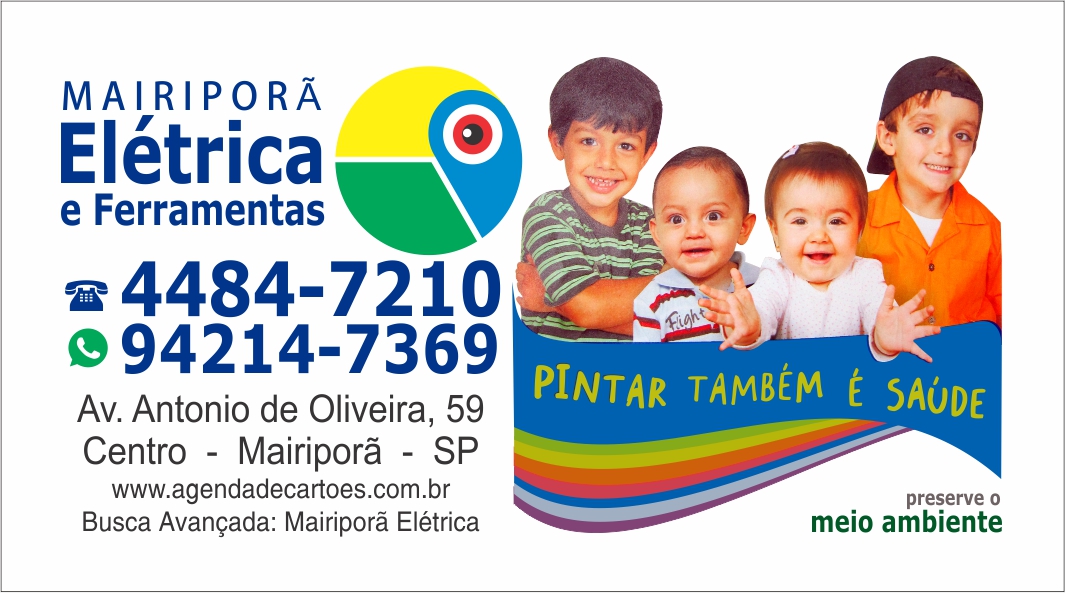 MAIRIPORÃ
Elétrica
e Ferramentas
4484-7210
94214-7369
Av. Antonio de Oliveira, 59
Centro - Mairiporã - SP
www.agendadecartoes.com.br
Busca Avançada: Mairiporã Elétrica
Fight
PINTAR TAMBÉM É SAÚDE
preserve o
meio ambiente